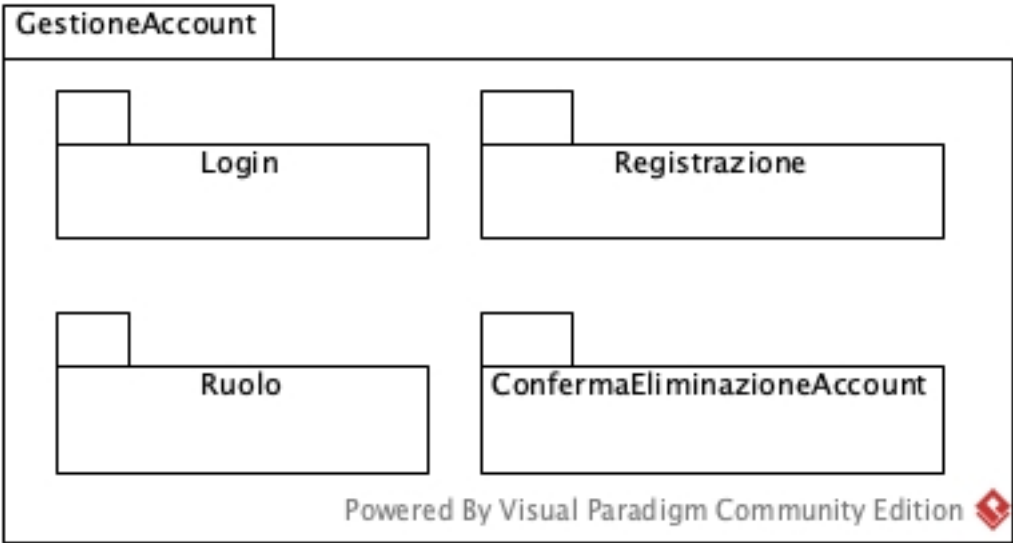 GestioneAccount
Login
Registrazione
Ruolo
ConfermaEliminazioneAccount
Powered By Visual Paradigm Community Edition